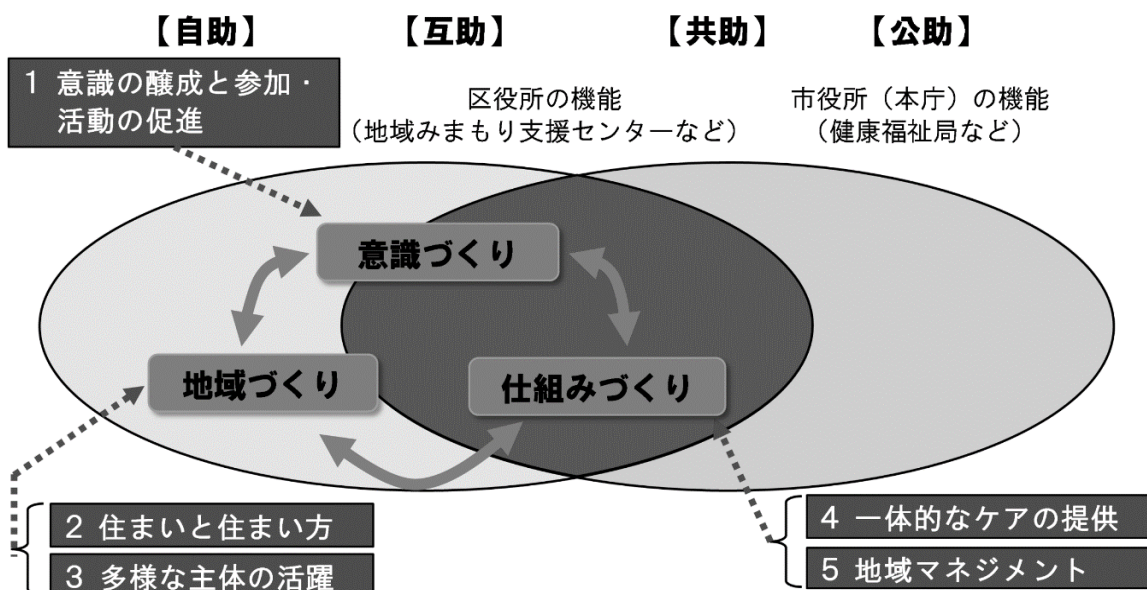 【自助】 【互助】 【共助】 【公助】
1 意識の醸成と参加・
活動の促進
区役所の機能
（地域みまもり支援センターなど）
市役所（本庁）の機能
（健康福祉局など）
意識づくり
地域づくり
仕組みづくり
2 住まいと住まい方
3 多様な主体の活躍
4 一体的なケアの提供
5 地域マネジメント